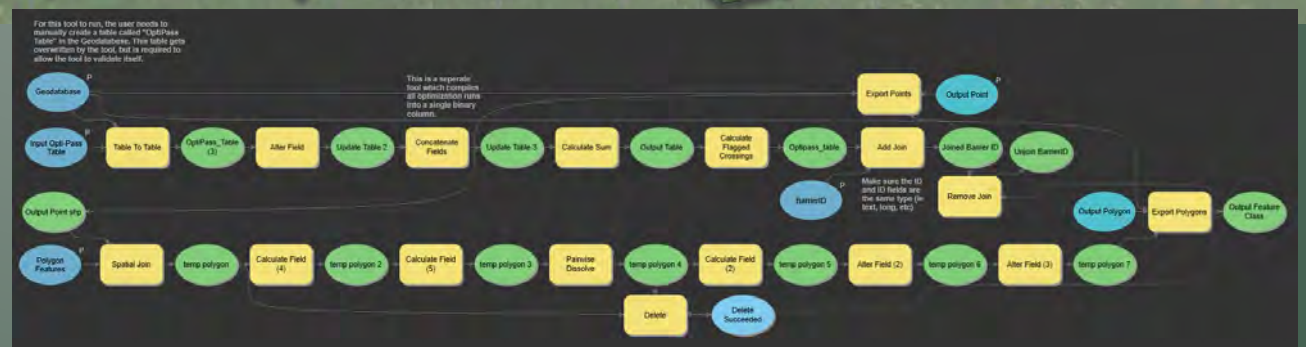 For this tool to run, the user needs to
manually create a table called "OptiPass
Table" in the Geodatabase. This table gets
overwritten by the tool, but is required to
allow the tool to validate itself.
P
Geodatabase
This is a seperate
tool which compiles
all optimization runs
into a single binary
column.
Export Points
P
Output Point
P
Input Opti-Pass
Table
Table To Table
OptiPass_Table
(3)
Alter Field
Update Table 2
Concatenate
Fields
Update Table 3
Calculate Sum
Output Table
Calculate
Flagged
Crossings
Optipass_table
Add Join
Joined Barrier ID
Unjoin BarrierID
P
BarrierID
Make sure the ID
and ID fields are
the same type (ie
text, long, etc)
Remove Join
Output Point shp
Output Polygon
Export Polygons
Output Feature
Class
P
Polygon
Features
Spatial Join
temp polygon
Calculate Field
(4)
temp polygon 2
Calculate Field
(5)
temp polygon 3
Pairwise
Dissolve
temp polygon 4
Calculate Field
(2)
temp polygon 5
Alter Field (2)
temp polygon 6
Alter Field (3)
temp polygon 7
Delete
Delete
Succeeded